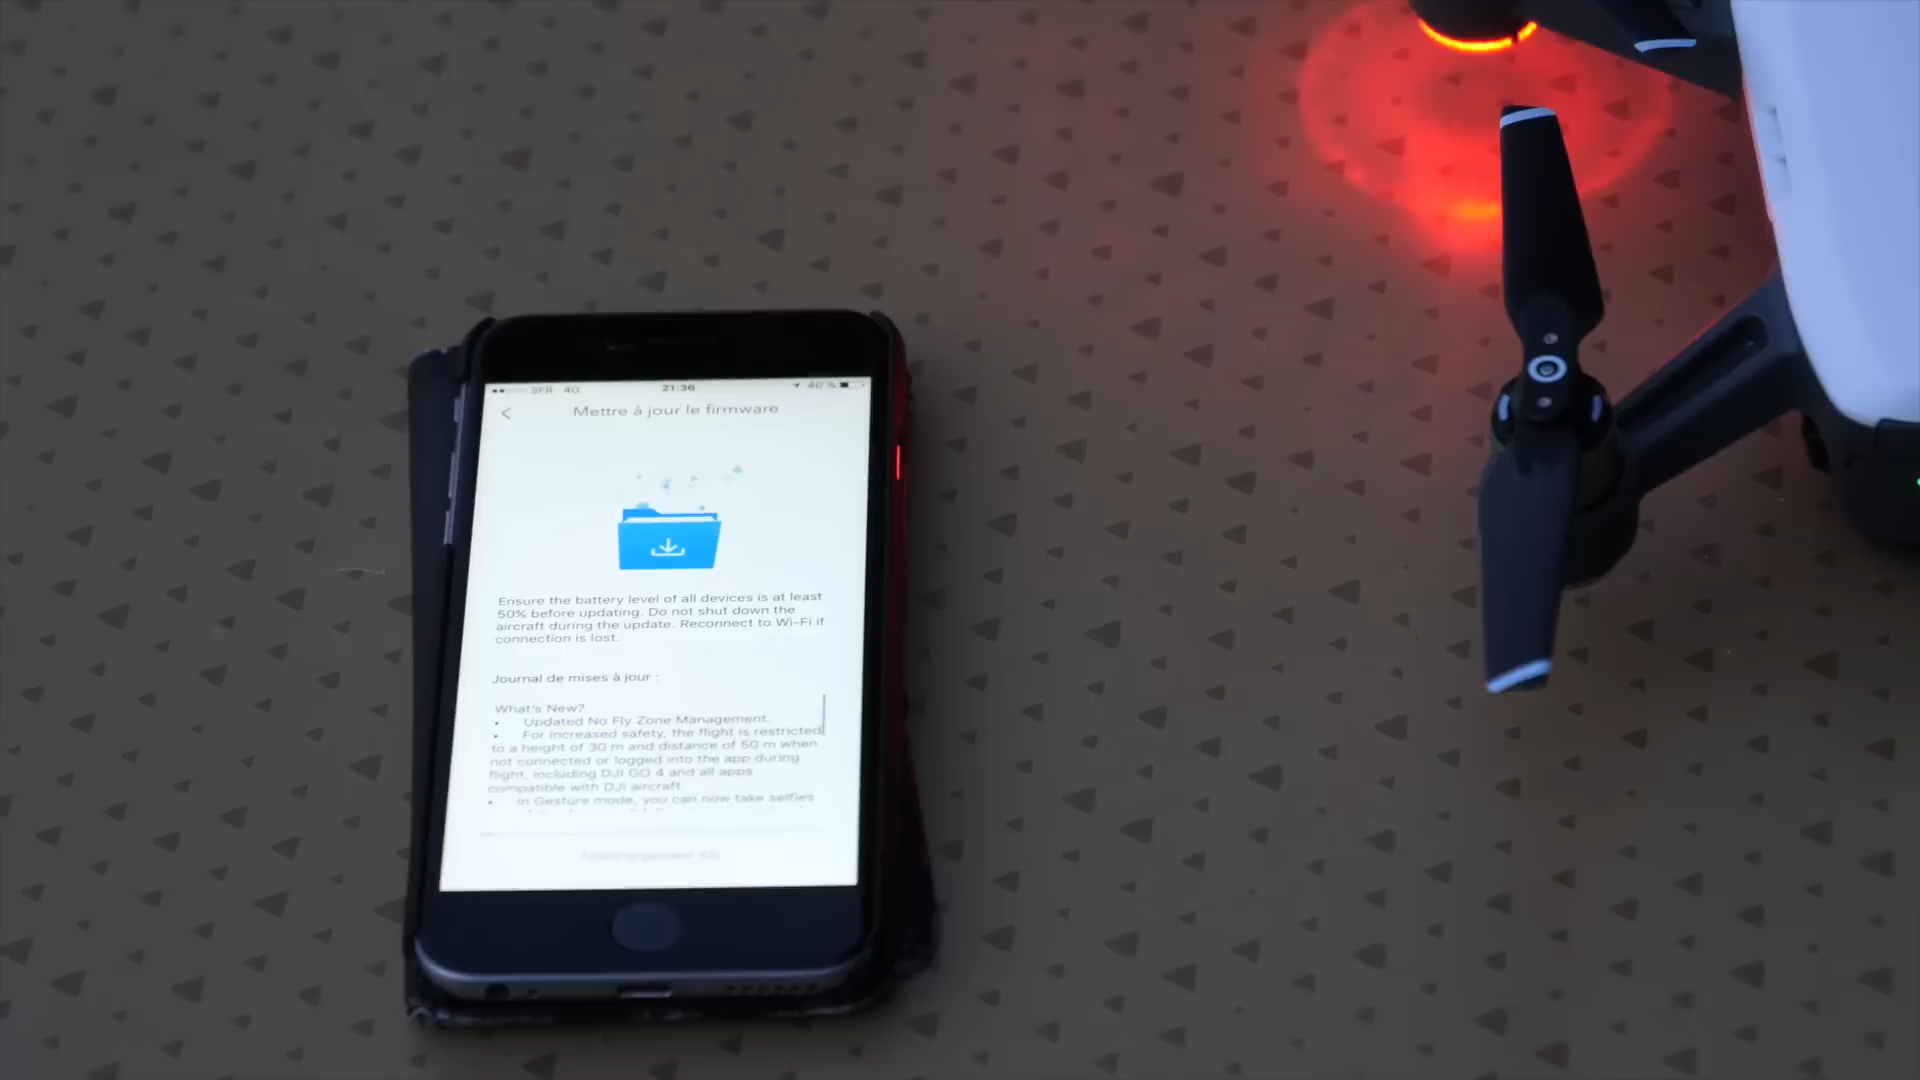 SFR 4G 21:36 40 %
Mettre à jour le firmware
Ensure the battery level of all devices is at least
50% before updating. Do not shut down the
aircraft during the update. Reconnect to Wi-Fi if
connection is lost.
Journal de mises à jour :
What's New?
• Updated No Fly Zone Management.
• For increased safety, the flight is restricted
to a height of 30 m and distance of 50 m when
not connected or logged into the app during
flight, including DJI GO 4 and all apps
compatible with DJI aircraft
• In Gesture mode, you can now take selfies